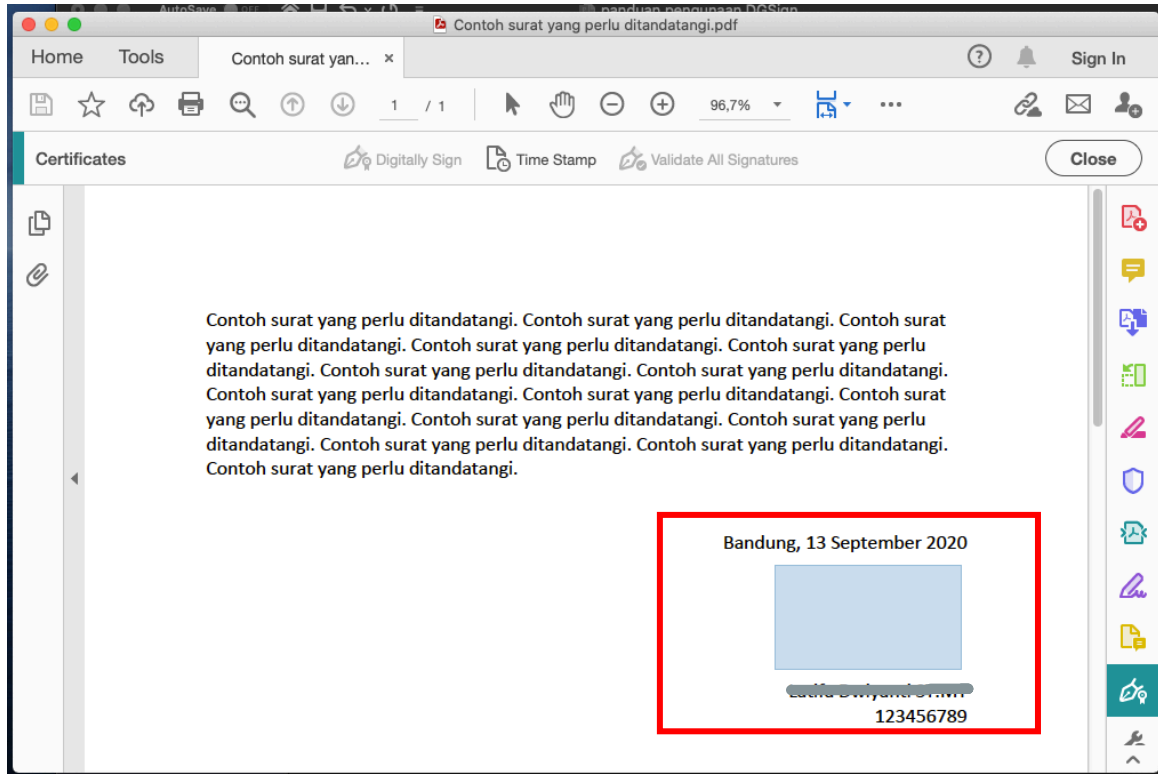 AutoSave OFF panduan pengunaan DGSign
Contoh surat yang perlu ditandatangi.pdf
Home Tools Contoh surat yan... × ? Sign In
1 / 1 96,7%
Certificates Digitally Sign Time Stamp Validate All Signatures Close
Contoh surat yang perlu ditandatangi. Contoh surat yang perlu ditandatangi. Contoh surat
yang perlu ditandatangi. Contoh surat yang perlu ditandatangi. Contoh surat yang perlu
ditandatangi. Contoh surat yang perlu ditandatangi. Contoh surat yang perlu ditandatangi.
Contoh surat yang perlu ditandatangi. Contoh surat yang perlu ditandatangi. Contoh surat
yang perlu ditandatangi. Contoh surat yang perlu ditandatangi. Contoh surat yang perlu
ditandatangi. Contoh surat yang perlu ditandatangi. Contoh surat yang perlu ditandatangi.
Contoh surat yang perlu ditandatangi.
Bandung, 13 September 2020
123456789